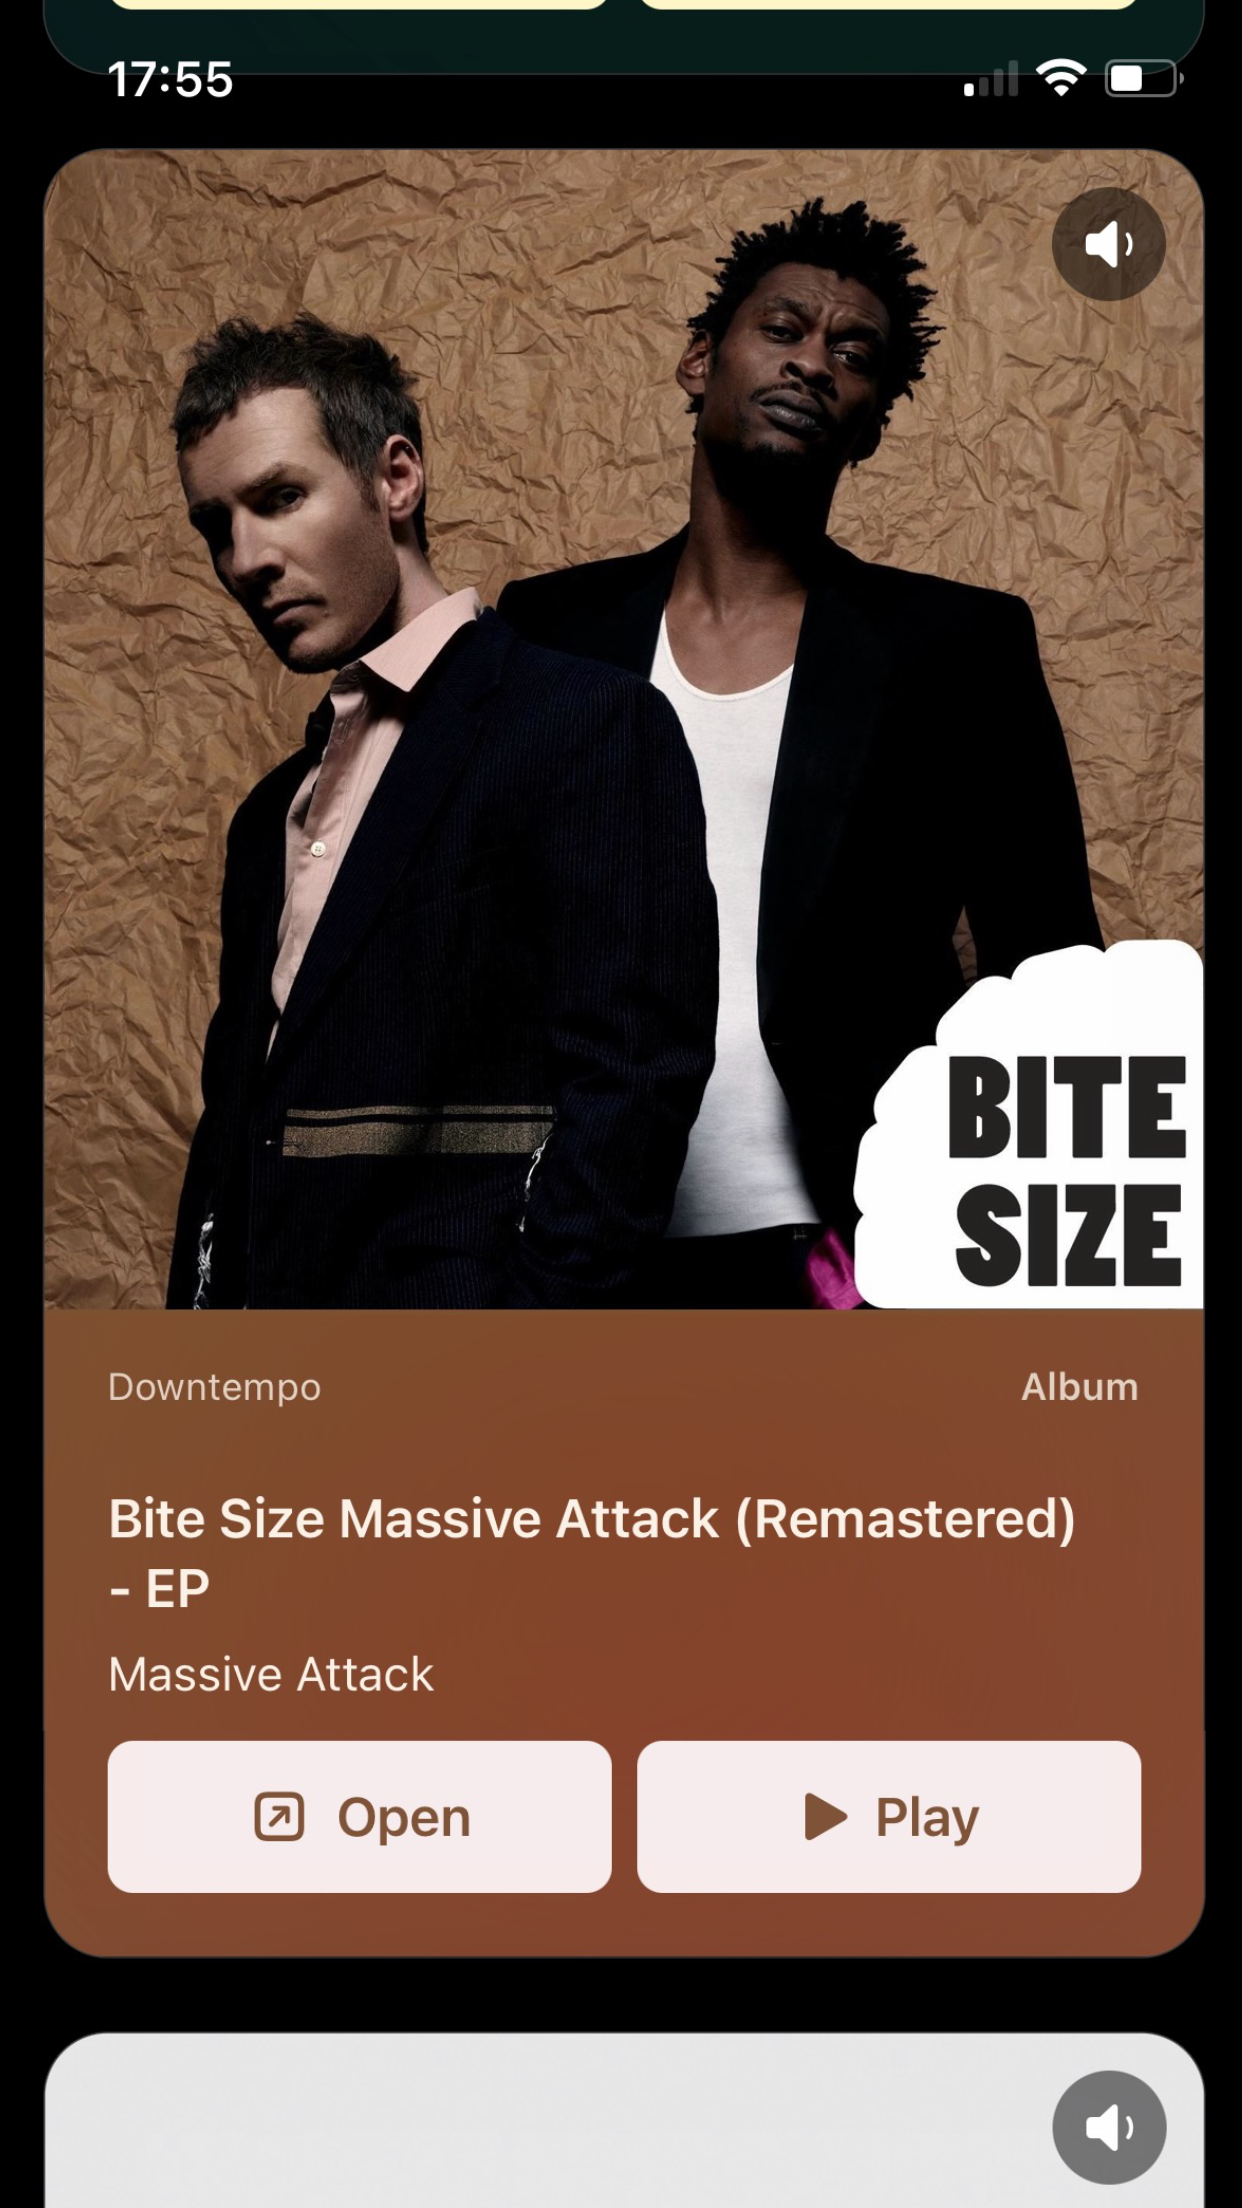 17:55
BITE
SIZE
Downtempo
Album
Bite Size Massive Attack (Remastered)
- EP
Massive Attack
Open
Play